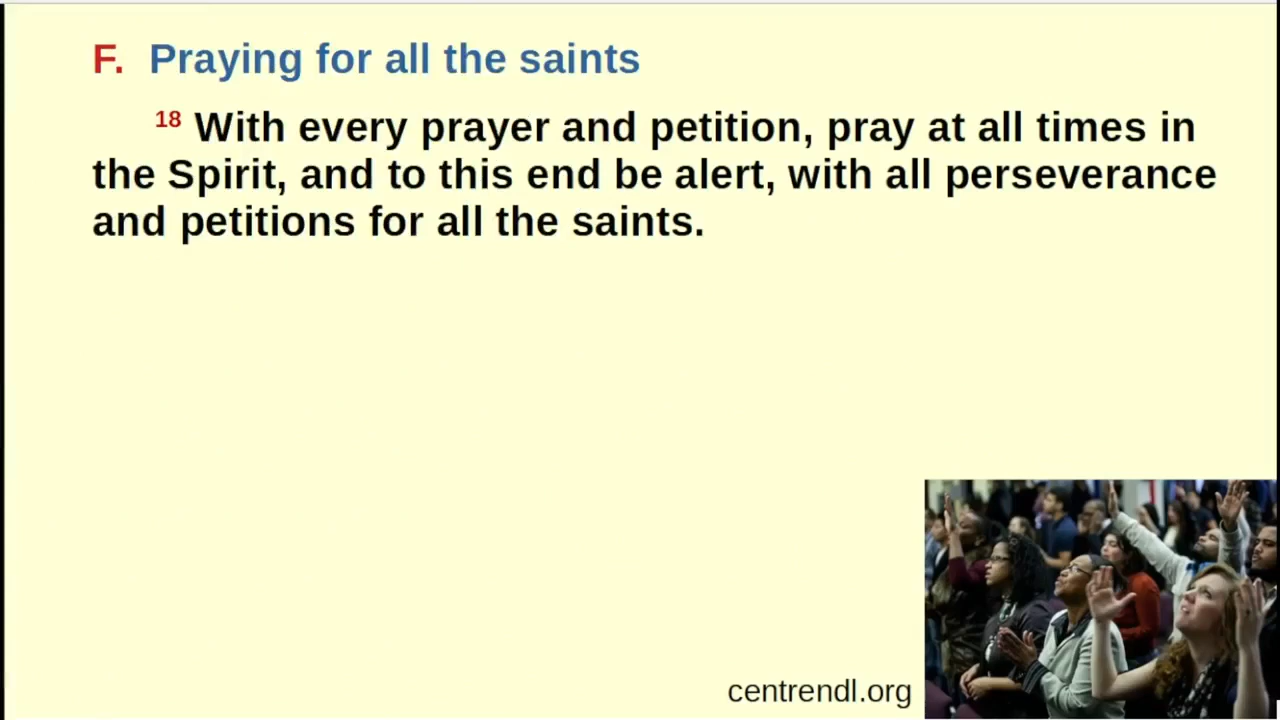 F. Praying for all the saints
18 With every prayer and petition, pray at all times in
the Spirit, and to this end be alert, with all perseverance
and petitions for all the saints.
centrendl.org